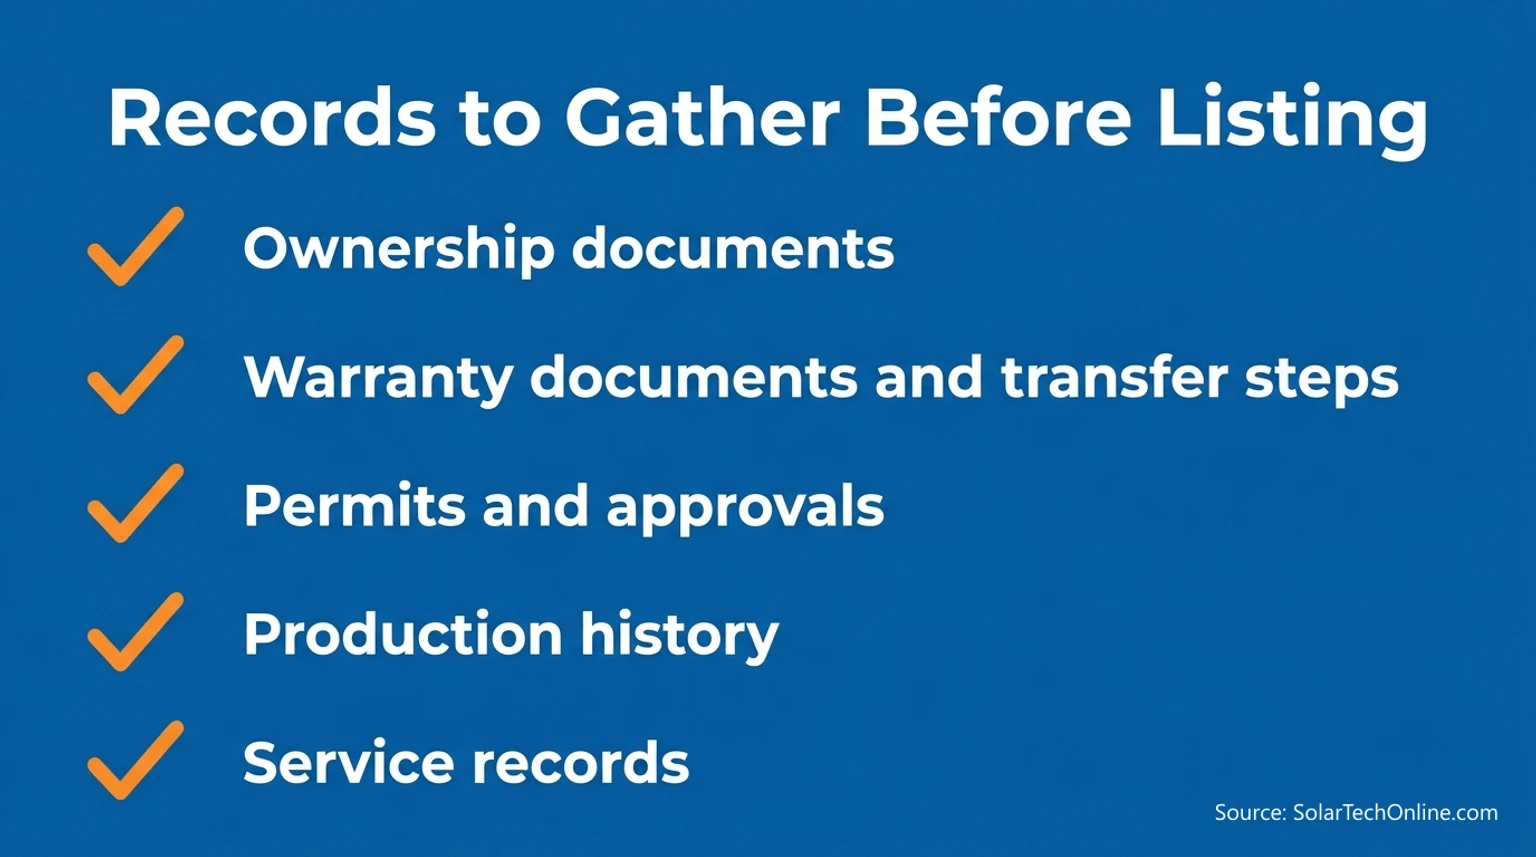 Records to Gather Before Listing
Ownership documents
Warranty documents and transfer steps
Permits and approvals
Production history
Service records
Source: SolarTechOnline.com